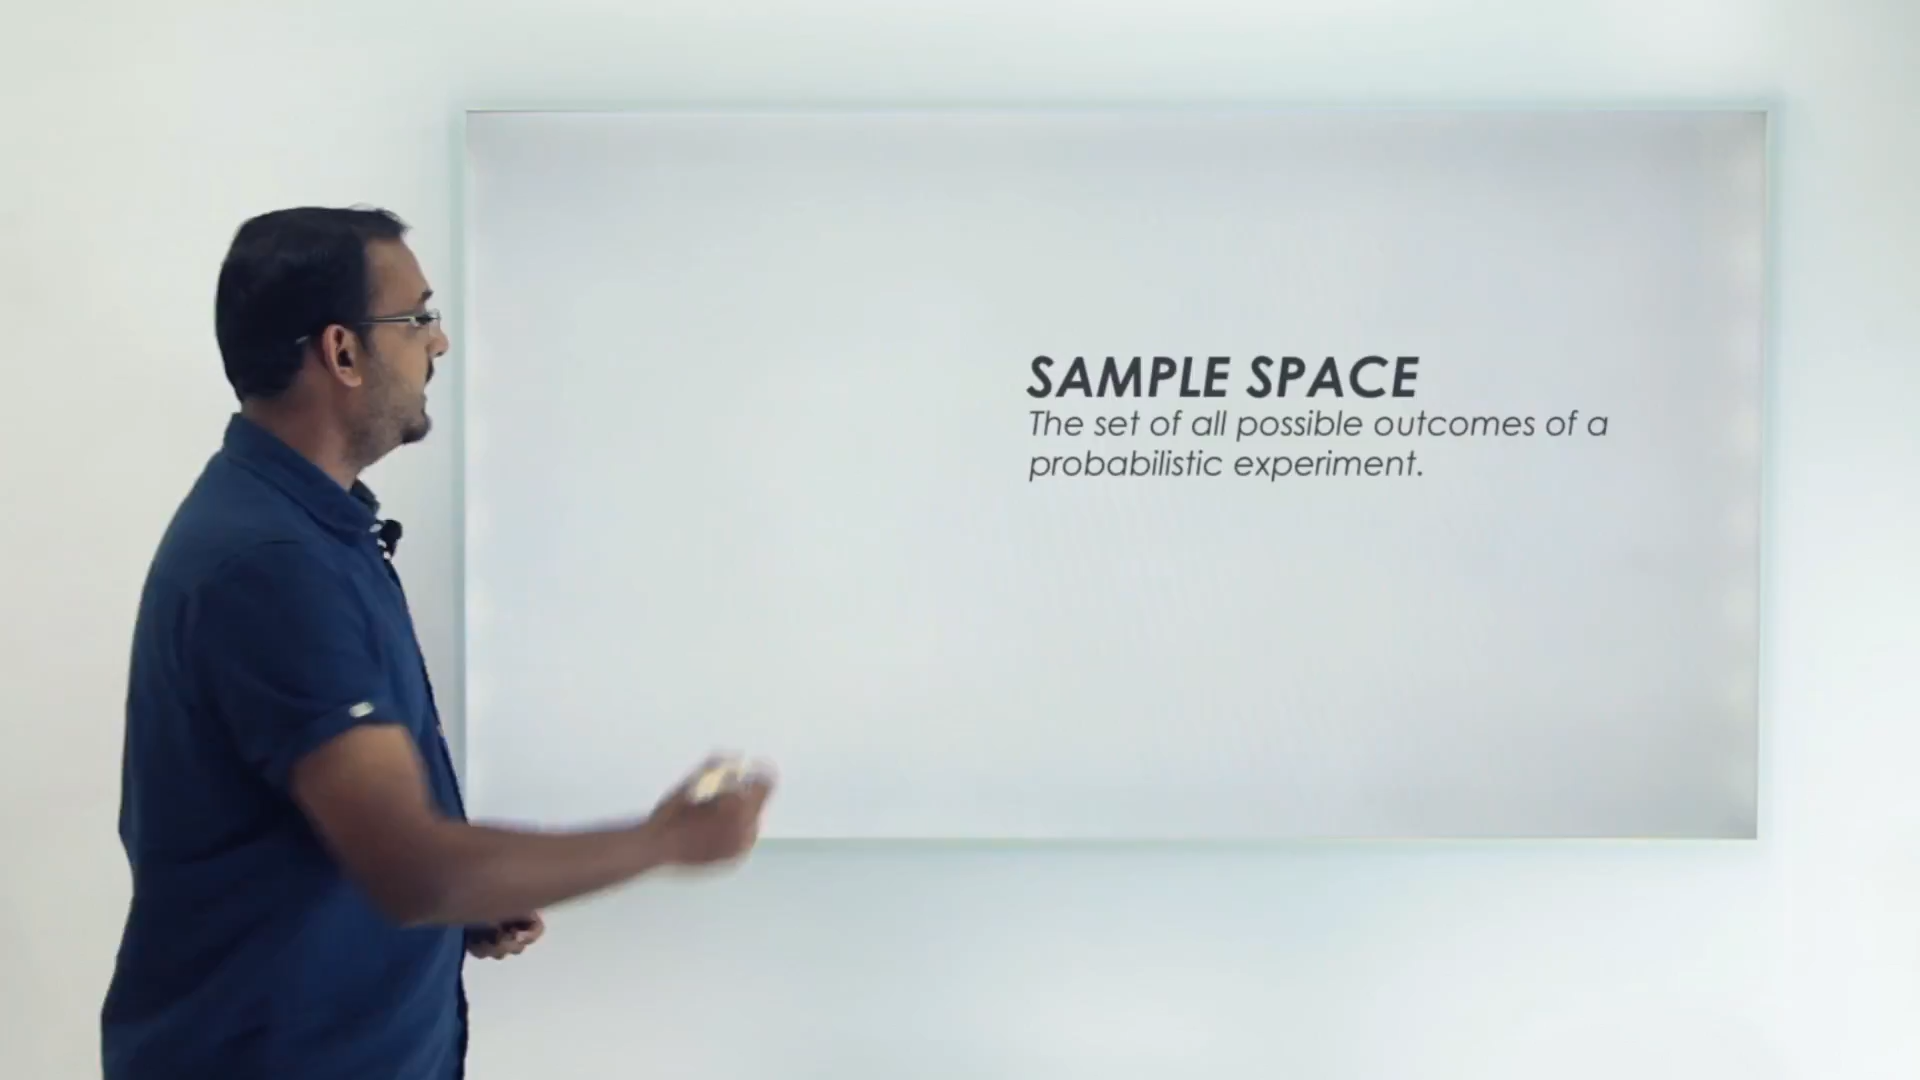 SAMPLE SPACE
The set of all possible outcomes of a
probabilistic experiment.